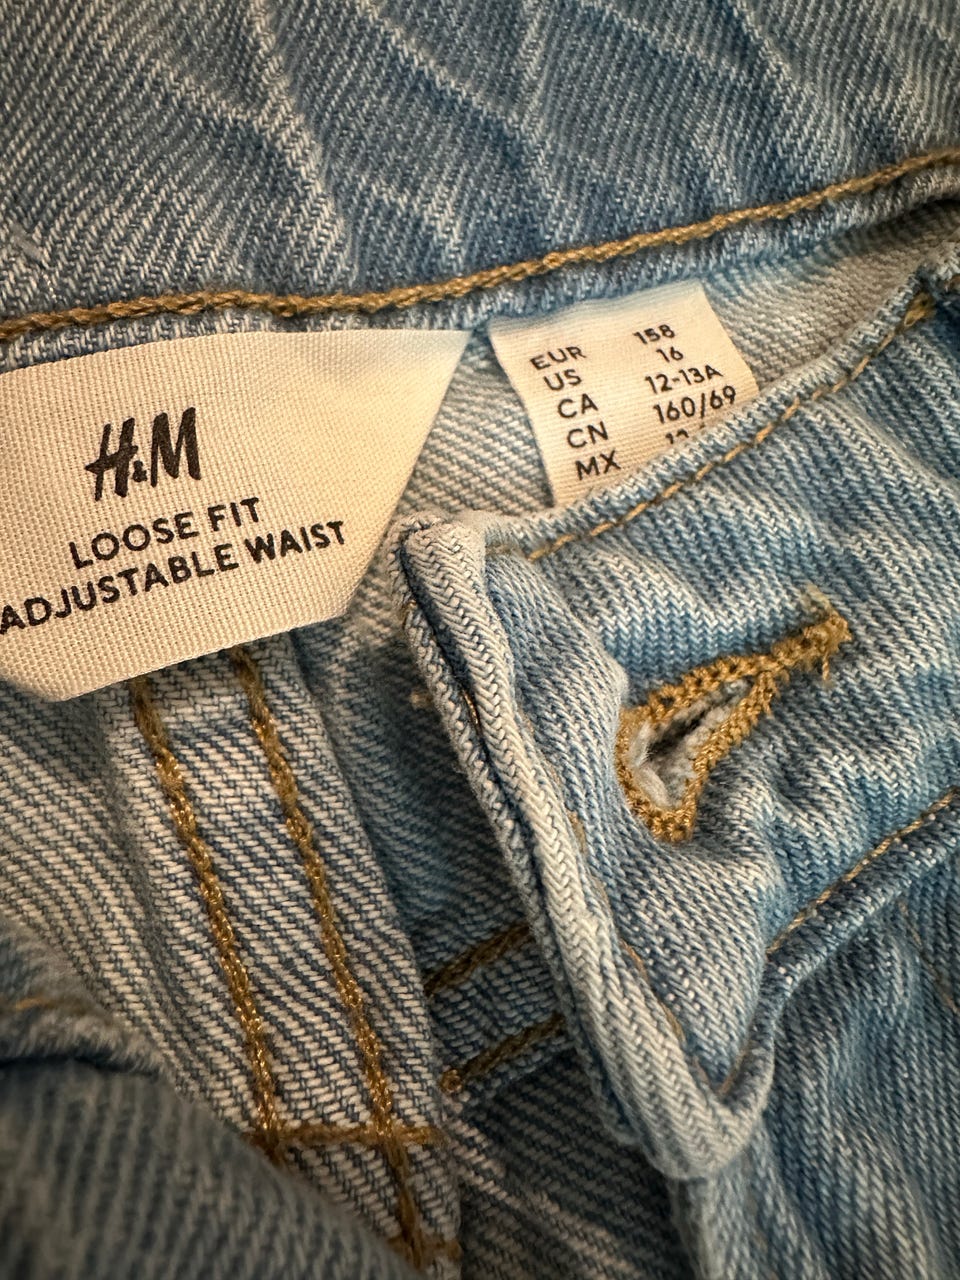 H&M
LOOSE FIT
ADJUSTABLE WAIST
EUR 158
US 16
CA 12-13A
CN 160/69
MX